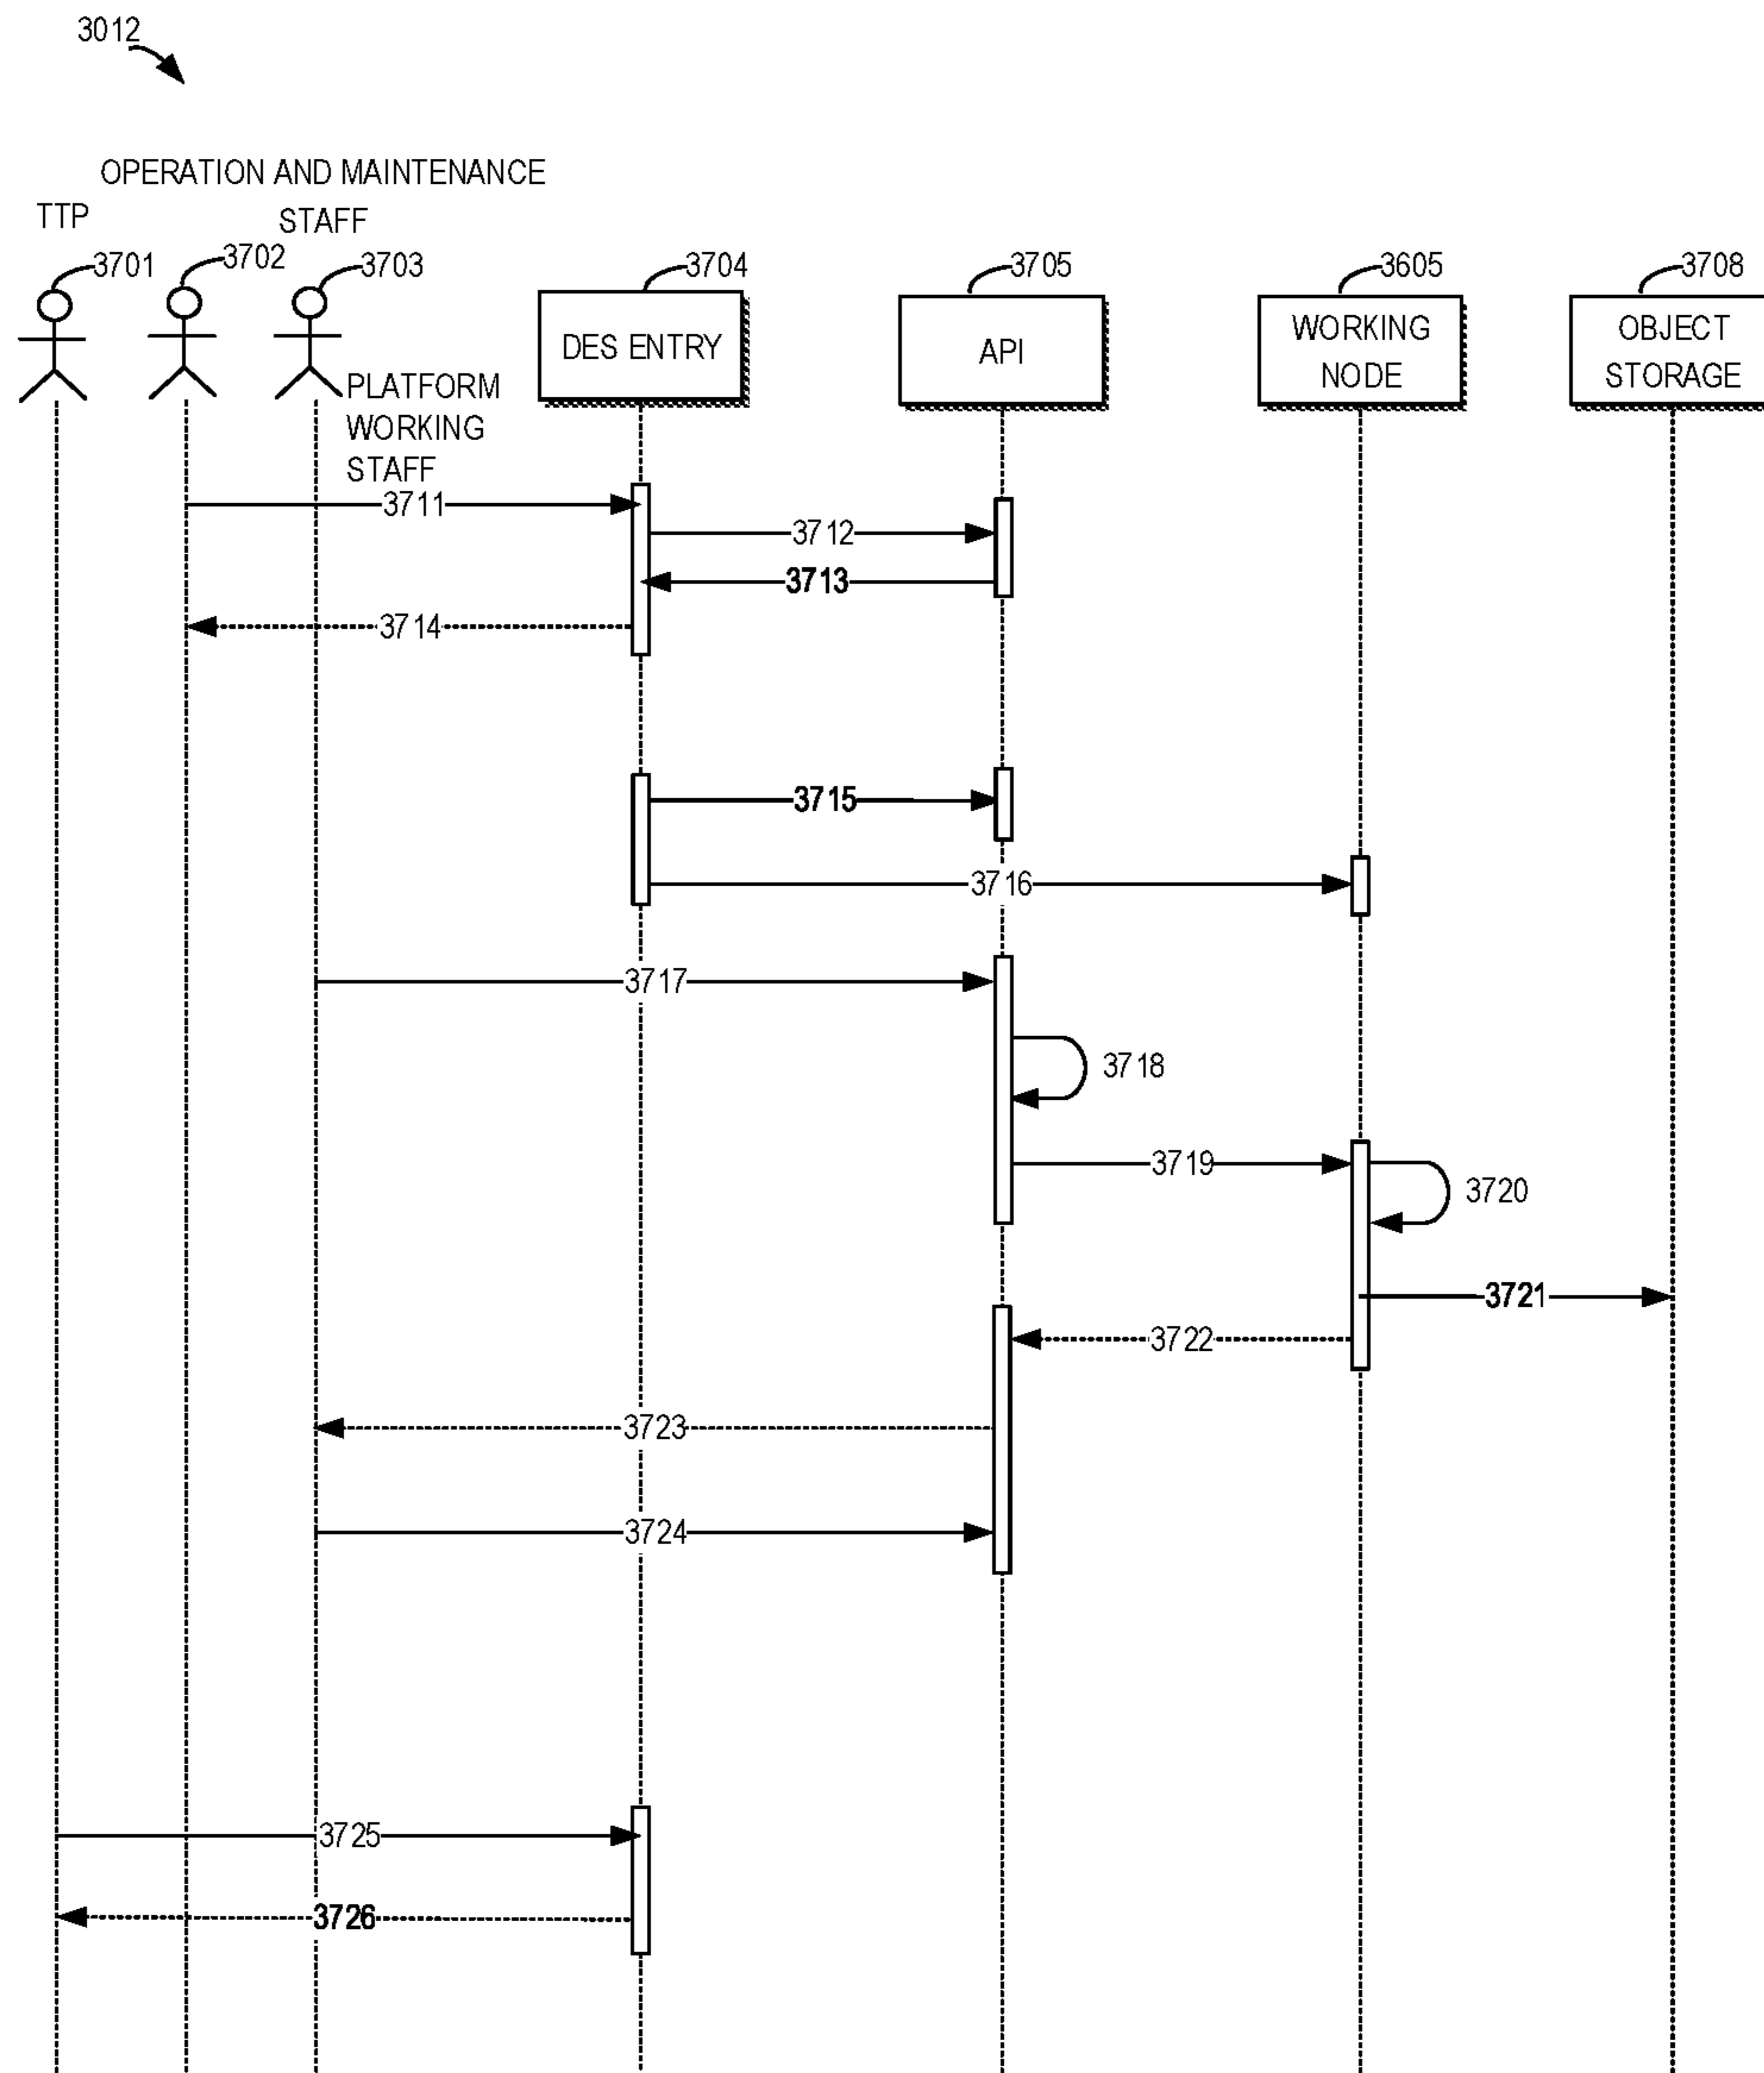 3012
OPERATION AND MAINTENANCE
TTP
STAFF
3701
3702
3703
3704
3705
3605
3708
DES ENTRY
API
WORKING
NODE
OBJECT
STORAGE
PLATFORM
WORKING
STAFF
3711
3712
3713
3714
3715
3716
3717
3718
3719
3720
3721
3722
3723
3724
3725
3726